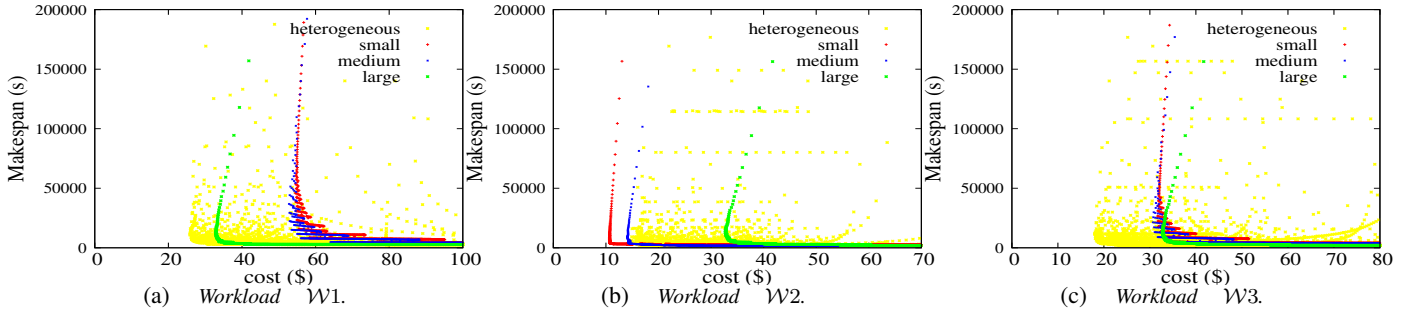 200000
150000
100000
50000
0
Makespan (s)
heterogeneous
small
medium
large
0 20 40 60 80 100
cost ($)
(a) Workload W1.
200000
150000
100000
50000
0
Makespan (s)
heterogeneous
small
medium
large
0 10 20 30 40 50 60 70
cost ($)
(b) Workload W2.
200000
150000
100000
50000
0
Makespan (s)
heterogeneous
small
medium
large
0 10 20 30 40 50 60 70 80
cost ($)
(c) Workload W3.